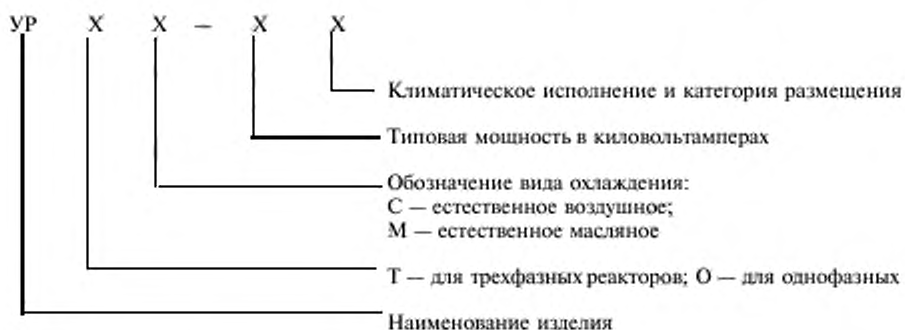 УР Х Х — Х Х
Климатическое исполнение и категория размещения
Типовая мощность в киловольтамперах
Обозначение вида охлаждения:
С — естественное воздушное;
М — естественное масляное
Т — для трехфазных реакторов; О — для однофазных
Наименование изделия